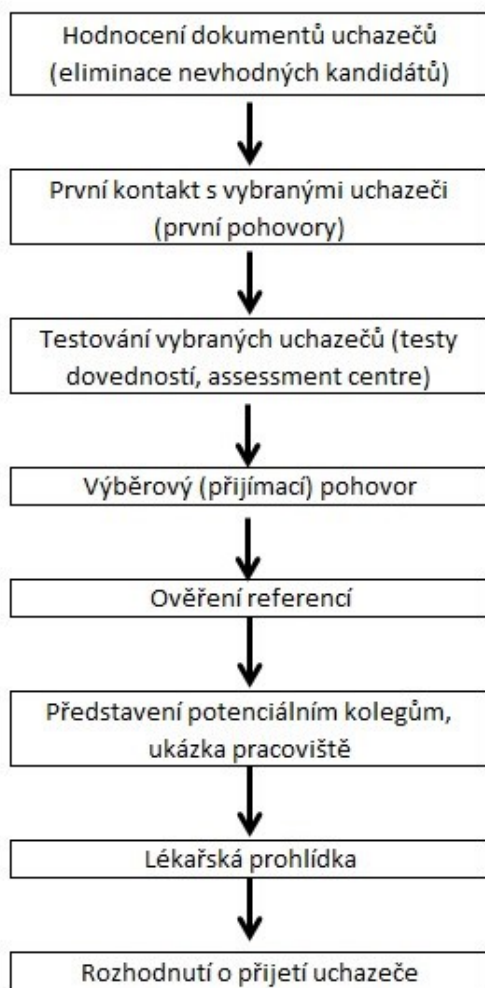 Hodnocení dokumentů uchazečů
(eliminace nevhodných kandidátů)
První kontakt s vybranými uchazeči
(první pohovory)
Testování vybraných uchazečů (testy
dovedností, assessment centre)
Výběrový (přijímací) pohovor
Ověření referencí
Představení potenciálním kolegům,
ukázka pracoviště
Lékařská prohlídka
Rozhodnutí o přijetí uchazeče